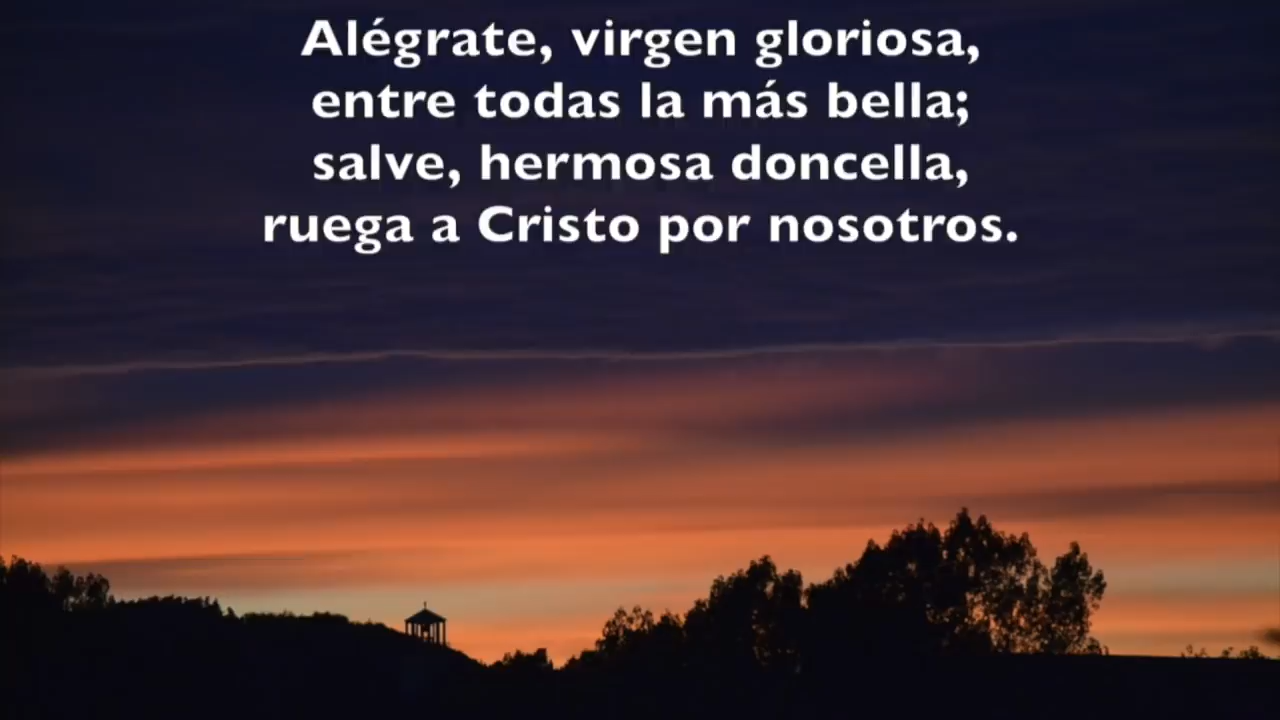 Alégrate, virgen gloriosa,
entre todas la más bella;
salve, hermosa doncella,
ruega a Cristo por nosotros.